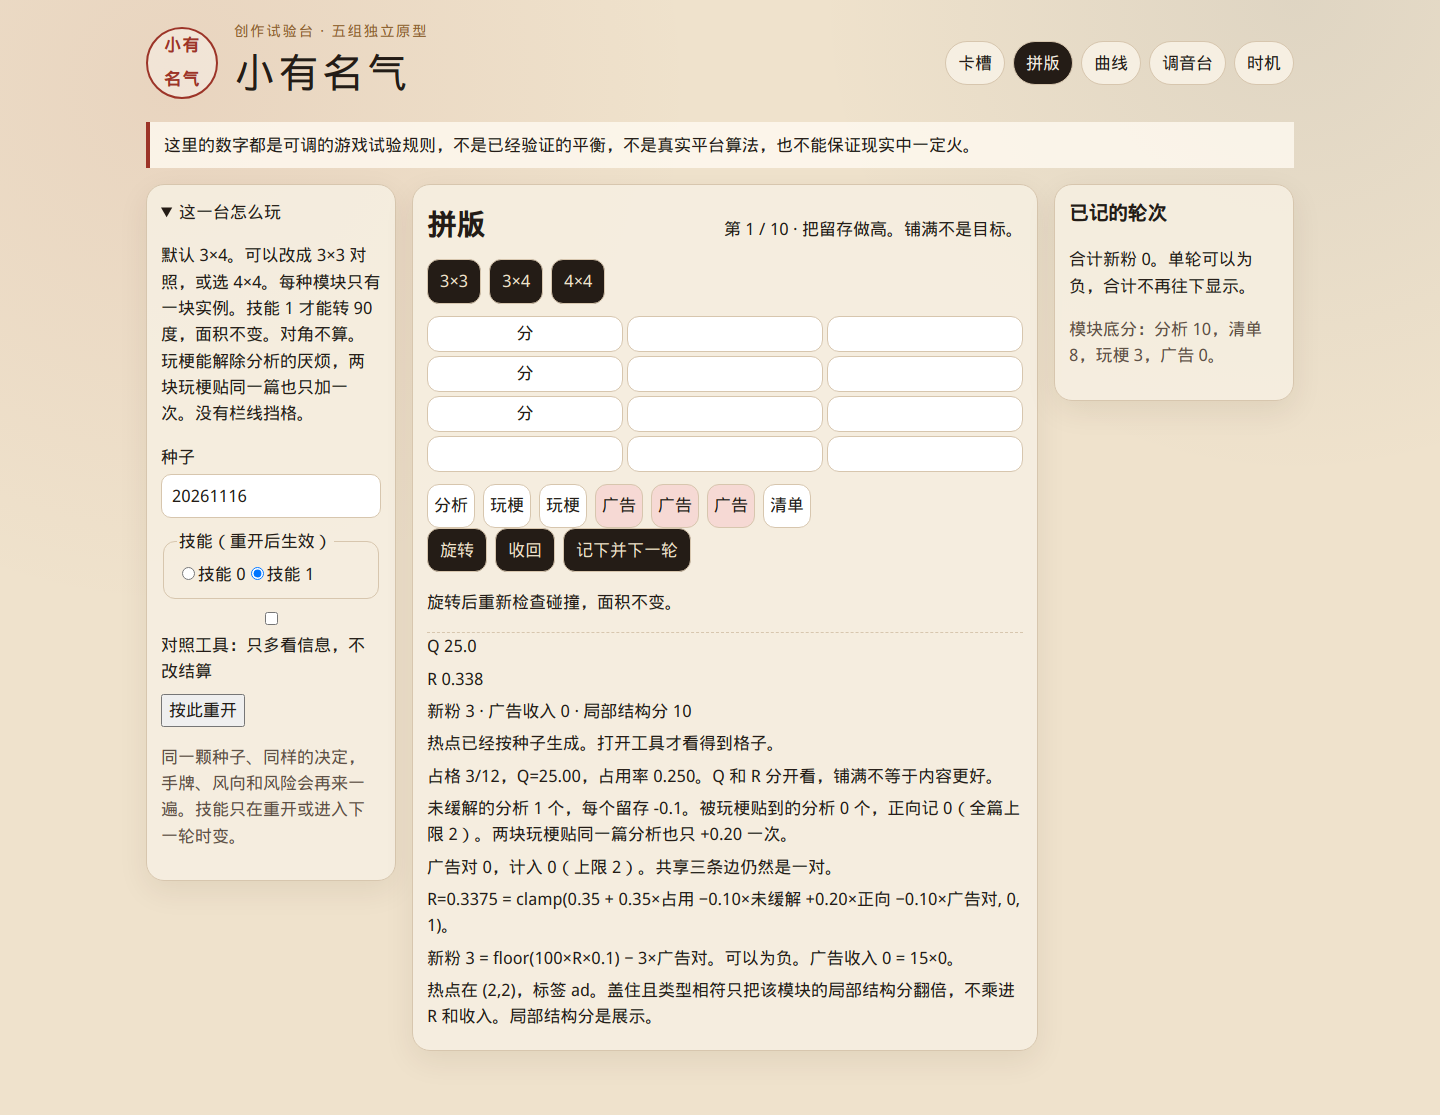 小有
名气
创作试验台 · 五组独立原型
小有名气
卡槽
拼版
曲线
调音台
时机
这里的数字都是可调的游戏试验规则，不是已经验证的平衡，不是真实平台算法，也不能保证现实中一定火。
▼ 这一台怎么玩
默认 3×4。可以改成 3×3 对
照，或选 4×4。每种模块只有
一块实例。技能 1 才能转 90
度，面积不变。对角不算。
玩梗能解除分析的厌烦，两
块玩梗贴同一篇也只加一
次。没有栏线挡格。
种子
20261116
技能（重开后生效）
技能 0 技能 1
对照工具：只多看信息，不
改结算
按此重开
同一颗种子、同样的决定，
手牌、风向和风险会再来一
遍。技能只在重开或进入下
一轮时变。
拼版
第 1 / 10 · 把留存做高。铺满不是目标。
3×3
3×4
4×4
分
分
分
分析
玩梗
玩梗
广告
广告
广告
清单
旋转
收回
记下并下一轮
旋转后重新检查碰撞，面积不变。
Q 25.0
R 0.338
新粉 3 · 广告收入 0 · 局部结构分 10
热点已经按种子生成。打开工具才看得到格子。
占格 3/12，Q=25.00，占用率 0.250。Q 和 R 分开看，铺满不等于内容更好。
未缓解的分析 1 个，每个留存 -0.1。被玩梗贴到的分析 0 个，正向记 0（全篇上
限 2）。两块玩梗贴同一篇分析也只 +0.20 一次。
广告对 0，计入 0（上限 2）。共享三条边仍然是一对。
R=0.3375 = clamp(0.35 + 0.35×占用 −0.10×未缓解 +0.20×正向 −0.10×广告对, 0,
1)。
新粉 3 = floor(100×R×0.1) − 3×广告对。可以为负。广告收入 0 = 15×0。
热点在 (2,2)，标签 ad。盖住且类型相符只把该模块的局部结构分翻倍，不乘进
R 和收入。局部结构分是展示。
已记的轮次
合计新粉 0。单轮可以为
负，合计不再往下显示。
模块底分：分析 10，清单
8，玩梗 3，广告 0。